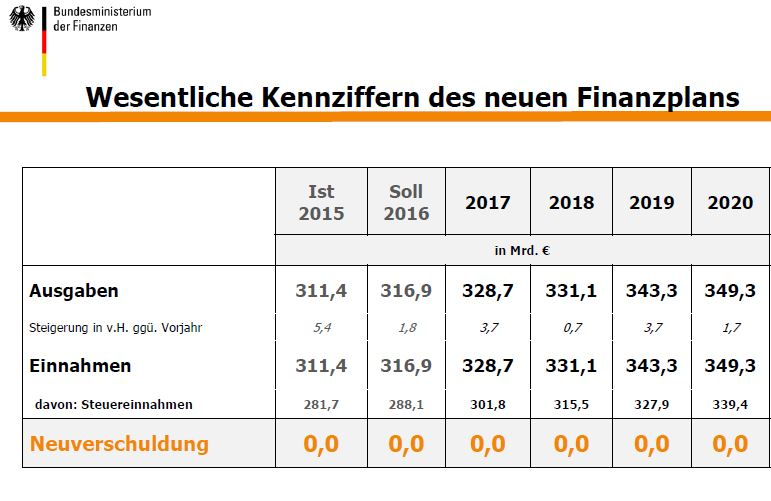 Bundesministerium
der Finanzen
Wesentliche Kennziffern des neuen Finanzplans
Ist 2015 Soll 2016 2017 2018 2019 2020
in Mrd. €
Ausgaben 311,4 316,9 328,7 331,1 343,3 349,3
Steigerung in v.H. ggü. Vorjahr 5,4 1,8 3,7 0,7 3,7 1,7
Einnahmen 311,4 316,9 328,7 331,1 343,3 349,3
davon: Steuereinnahmen 281,7 288,1 301,8 315,5 327,9 339,4
Neuverschuldung 0,0 0,0 0,0 0,0 0,0 0,0